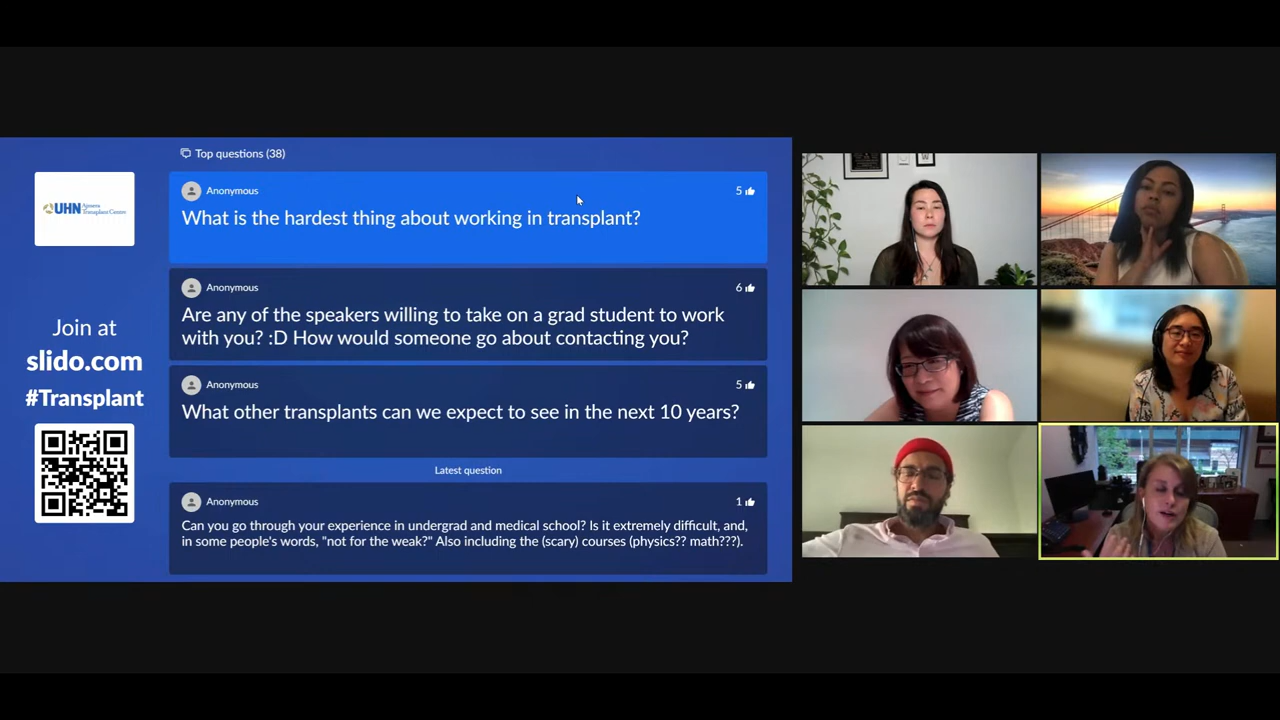 Top questions (38)
UHN Ajmera
Transplant Centre
Anonymous
5
What is the hardest thing about working in transplant?
Anonymous
6
Are any of the speakers willing to take on a grad student to work
with you? :D How would someone go about contacting you?
Join at
slido.com
#Transplant
Anonymous
5
What other transplants can we expect to see in the next 10 years?
Latest question
Anonymous
1
Can you go through your experience in undergrad and medical school? Is it extremely difficult, and,
in some people's words, "not for the weak?" Also including the (scary) courses (physics?? math???).